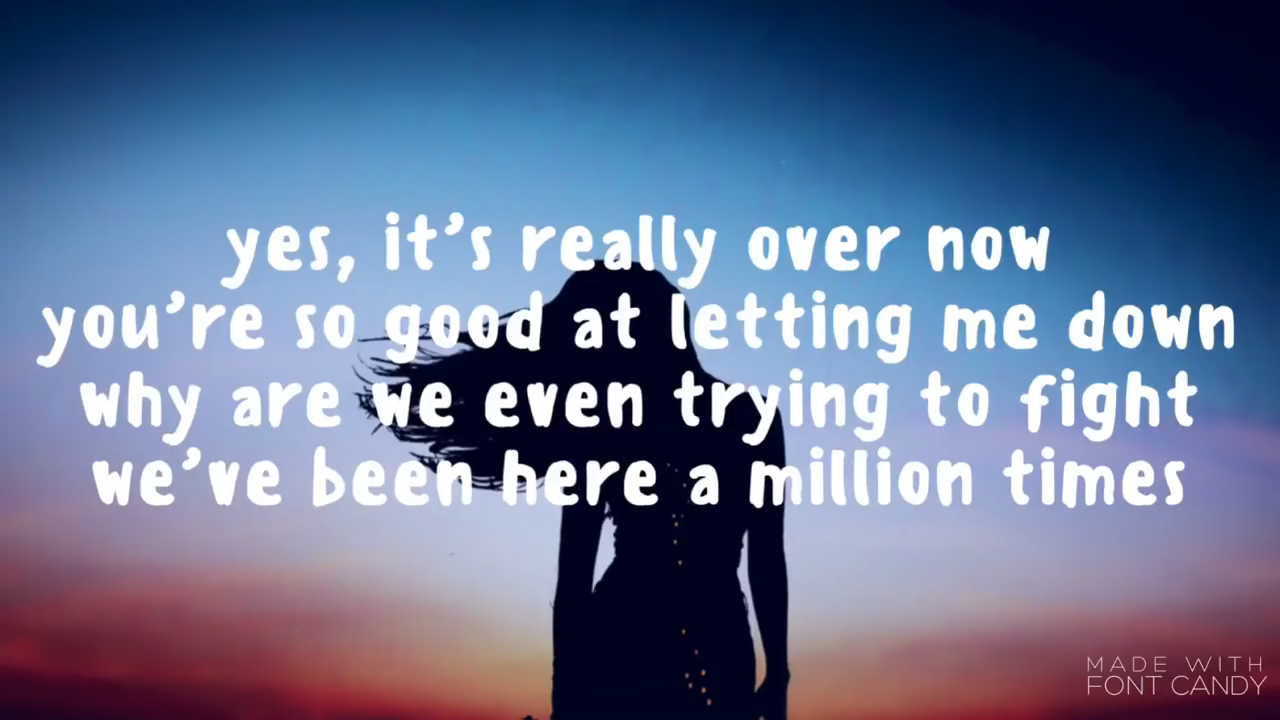 yes, it's really over now
you're so good at letting me down
why are we even trying to fight
we've been here a million times
MADE WITH
FONT CANDY